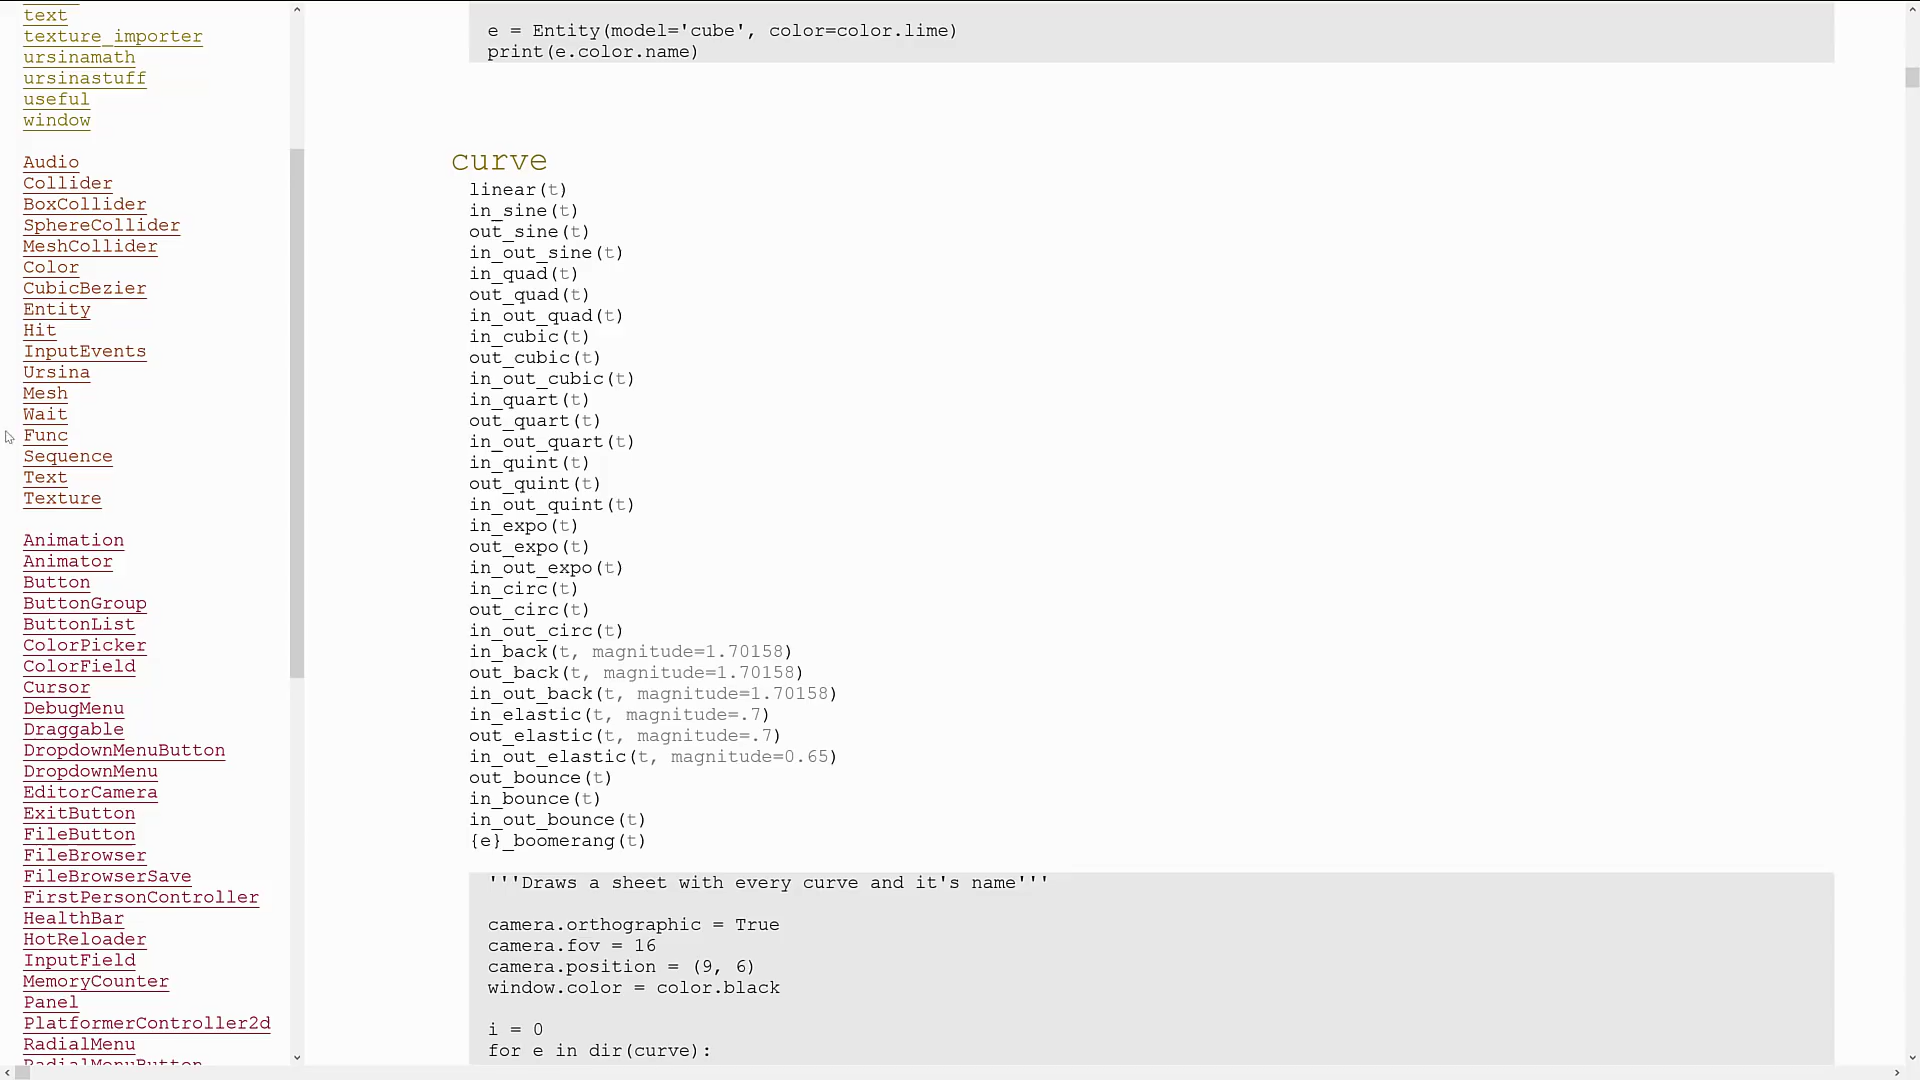 text
texture_importer
ursinamath
ursinastuff
useful
window
Audio
Collider
BoxCollider
SphereCollider
MeshCollider
Color
CubicBezier
Entity
Hit
InputEvents
Ursina
Mesh
Wait
Func
Sequence
Text
Texture
Animation
Animator
Button
ButtonGroup
ButtonList
ColorPicker
ColorField
Cursor
DebugMenu
Draggable
DropdownMenuButton
DropdownMenu
EditorCamera
ExitButton
FileButton
FileBrowser
FileBrowserSave
FirstPersonController
HealthBar
HotReloader
InputField
MemoryCounter
Panel
PlatformerController2d
RadialMenu
RadialMenuButton
e = Entity(model='cube', color=color.lime)
print(e.color.name)
curve
linear(t)
in_sine(t)
out_sine(t)
in_out_sine(t)
in_quad(t)
out_quad(t)
in_out_quad(t)
in_cubic(t)
out_cubic(t)
in_out_cubic(t)
in_quart(t)
out_quart(t)
in_out_quart(t)
in_quint(t)
out_quint(t)
in_out_quint(t)
in_expo(t)
out_expo(t)
in_out_expo(t)
in_circ(t)
out_circ(t)
in_out_circ(t)
in_back(t, magnitude=1.70158)
out_back(t, magnitude=1.70158)
in_out_back(t, magnitude=1.70158)
in_elastic(t, magnitude=.7)
out_elastic(t, magnitude=.7)
in_out_elastic(t, magnitude=0.65)
out_bounce(t)
in_bounce(t)
in_out_bounce(t)
{e}_boomerang(t)
'''Draws a sheet with every curve and it's name'''
camera.orthographic = True
camera.fov = 16
camera.position = (9, 6)
window.color = color.black
i = 0
for e in dir(curve):